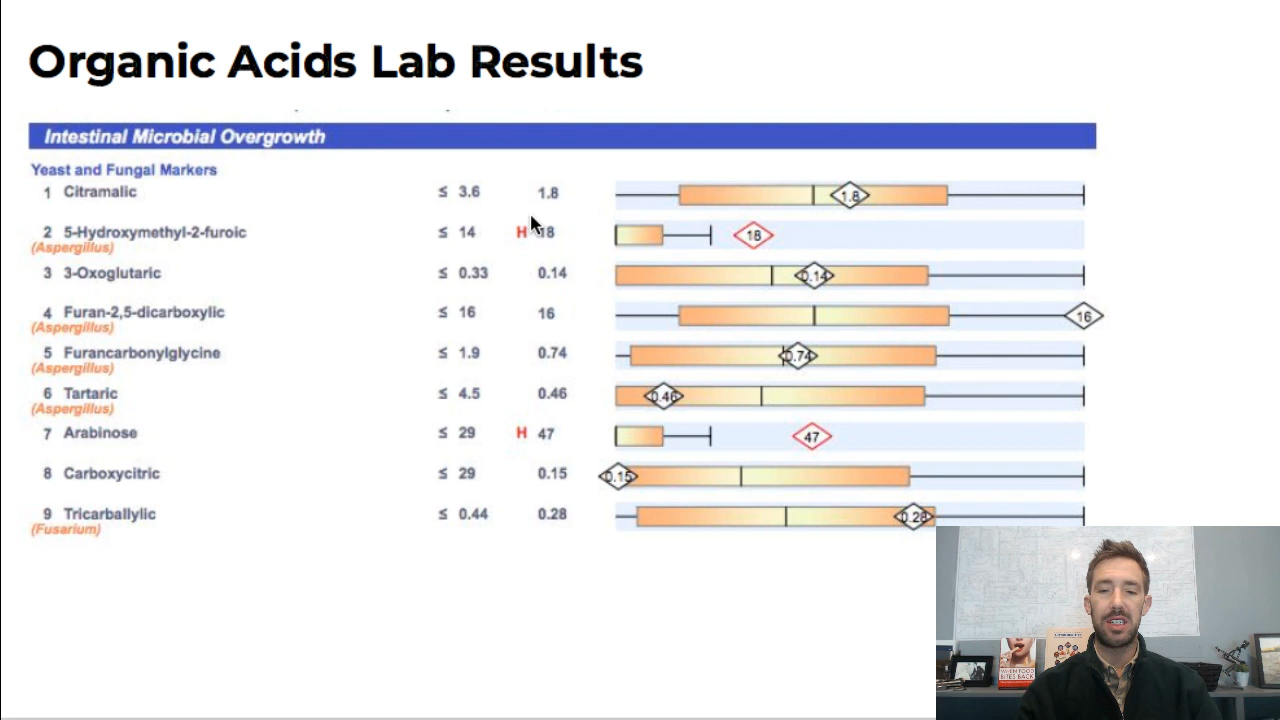 Organic Acids Lab Results
Intestinal Microbial Overgrowth
Yeast and Fungal Markers
1 Citramalic ≤ 3.6 1.8 1.8
2 5-Hydroxymethyl-2-furoic ≤ 14 H 18 18
(Aspergillus)
3 3-Oxoglutaric ≤ 0.33 0.14 0.14
4 Furan-2,5-dicarboxylic ≤ 16 16 16
(Aspergillus)
5 Furancarbonylglycine ≤ 1.9 0.74 0.74
(Aspergillus)
6 Tartaric ≤ 4.5 0.46 0.46
(Aspergillus)
7 Arabinose ≤ 29 H 47 47
8 Carboxycitric ≤ 29 0.15 0.15
9 Tricarballylic ≤ 0.44 0.28 0.28
(Fusarium)
WHEN FOOD
BITES BACK